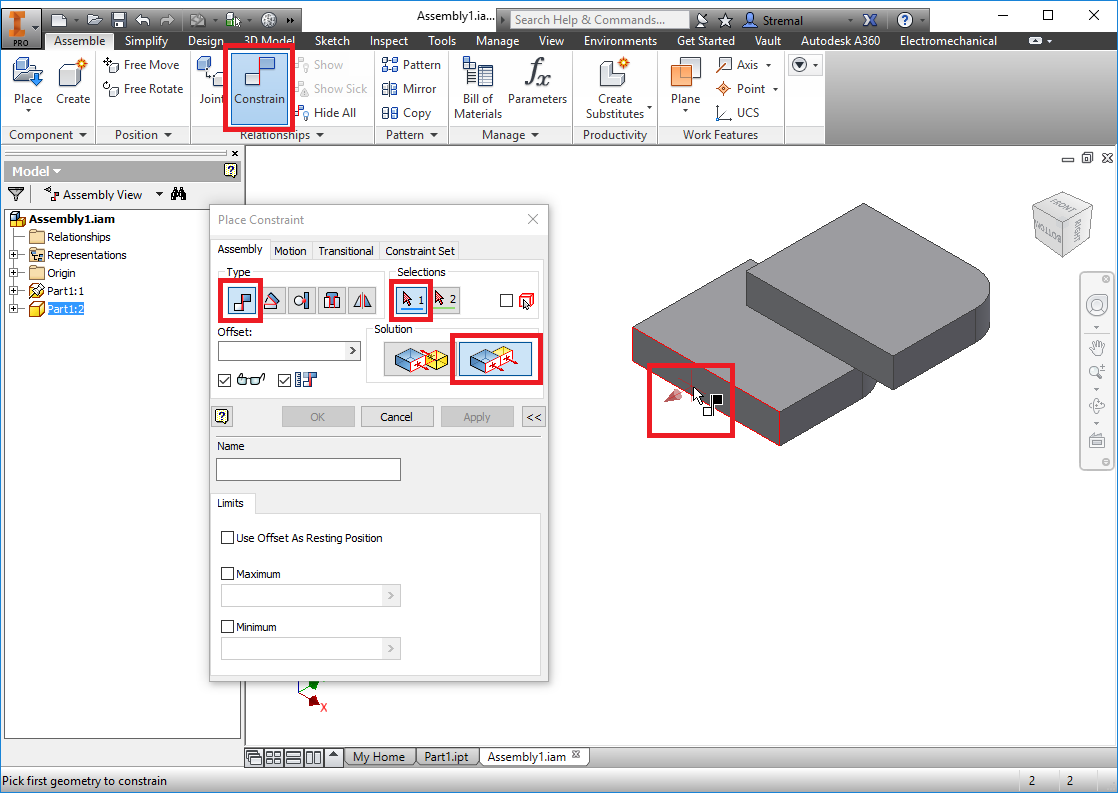 PRO
Assembly1.ia...
Search Help & Commands...
Stremal
Assemble Simplify Design 3D Model Sketch Inspect Tools Manage View Environments Get Started Vault Autodesk A360 Electromechanical
Place
Create
Component
Free Move
Free Rotate
Position
Joint
Constrain
Show
Show Sick
Hide All
Relationships
Pattern
Mirror
Copy
Pattern
Bill of
Materials
fx
Parameters
Manage
Create
Substitutes
Productivity
Plane
Axis
Point
UCS
Work Features
Model
Assembly View
Assembly1.iam
Relationships
Representations
Origin
Part1:1
Part1:2
Place Constraint
Assembly Motion Transitional Constraint Set
Type
Selections
1 2
Offset:
Solution
OK Cancel Apply <<
Name
Limits
Use Offset As Resting Position
Maximum
Minimum
FRONT
BOTTOM
RIGHT
X
My Home Part1.ipt Assembly1.iam
Pick first geometry to constrain
2 2